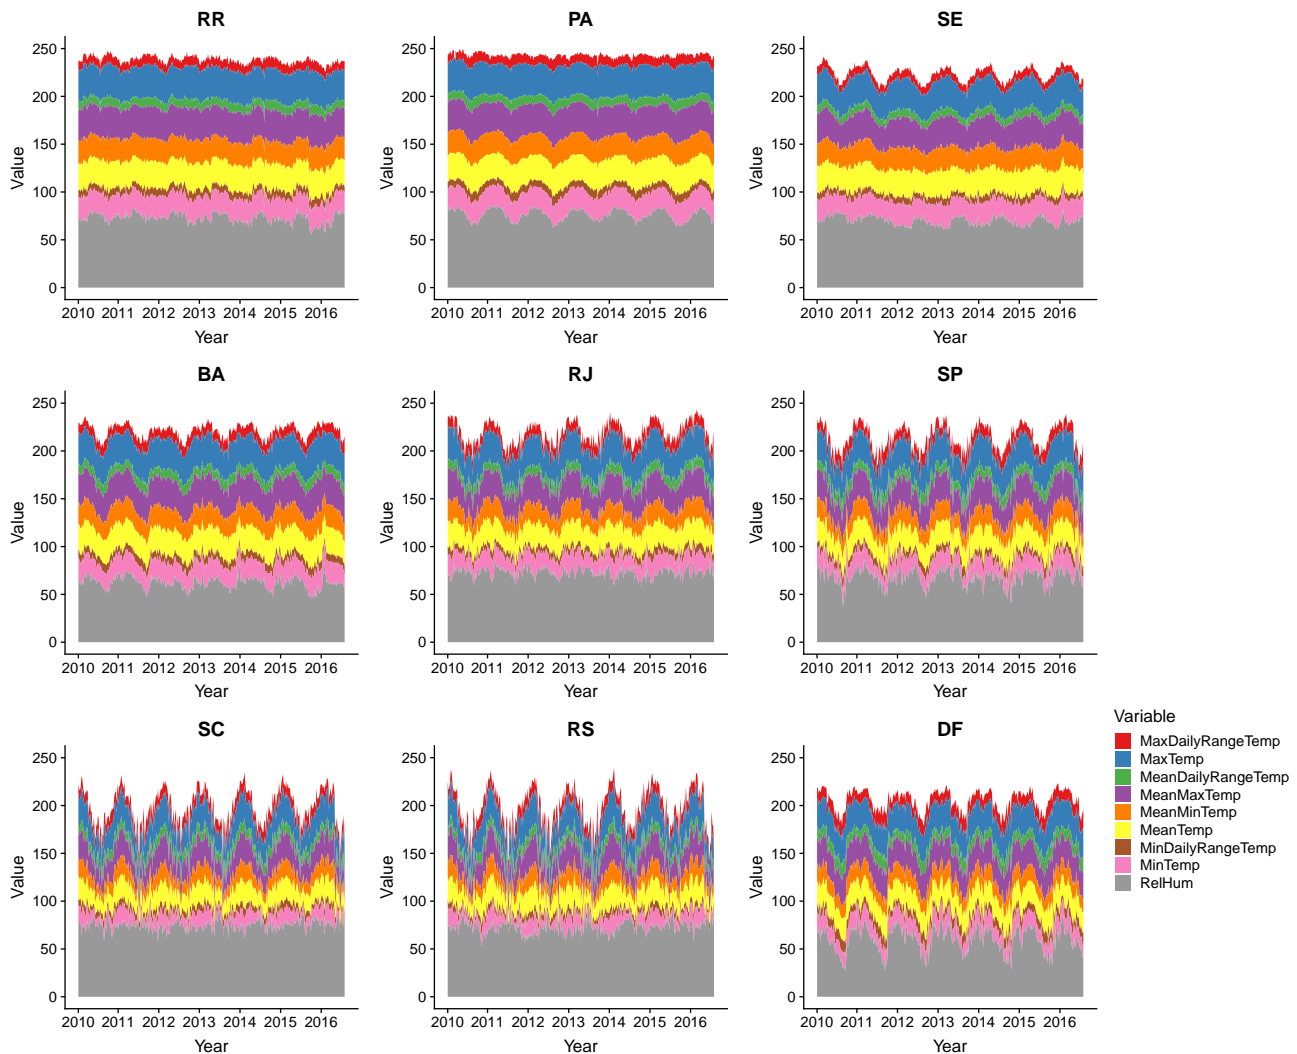 RR
250
200
150
100
50
0
Value
2010 2011 2012 2013 2014 2015 2016
Year
PA
250
200
150
100
50
0
Value
2010 2011 2012 2013 2014 2015 2016
Year
SE
250
200
150
100
50
0
Value
2010 2011 2012 2013 2014 2015 2016
Year
BA
250
200
150
100
50
0
Value
2010 2011 2012 2013 2014 2015 2016
Year
RJ
250
200
150
100
50
0
Value
2010 2011 2012 2013 2014 2015 2016
Year
SP
250
200
150
100
50
0
Value
2010 2011 2012 2013 2014 2015 2016
Year
SC
250
200
150
100
50
0
Value
2010 2011 2012 2013 2014 2015 2016
Year
RS
250
200
150
100
50
0
Value
2010 2011 2012 2013 2014 2015 2016
Year
DF
250
200
150
100
50
0
Value
2010 2011 2012 2013 2014 2015 2016
Year
Variable
MaxDailyRangeTemp
MaxTemp
MeanDailyRangeTemp
MeanMaxTemp
MeanMinTemp
MeanTemp
MinDailyRangeTemp
MinTemp
RelHum